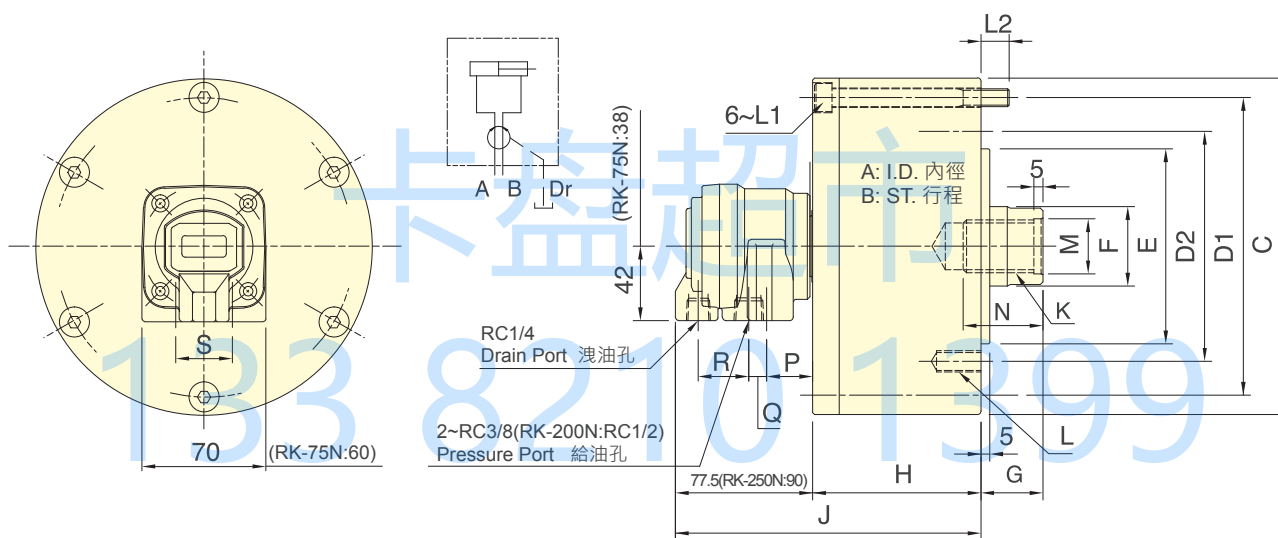 L2
6~L1
A B Dr
(RK-75N:38)
A: I.D. 內徑
B: ST. 行程
5
42
M
F
E
D2
D1
C
N
K
RC1/4
Drain Port 洩油孔
S
R
P
Q
70
(RK-75N:60)
2~RC3/8(RK-200N:RC1/2)
Pressure Port 給油孔
77.5(RK-250N:90)
H
5
G
L
J
卡盘超市
133 8210 1399